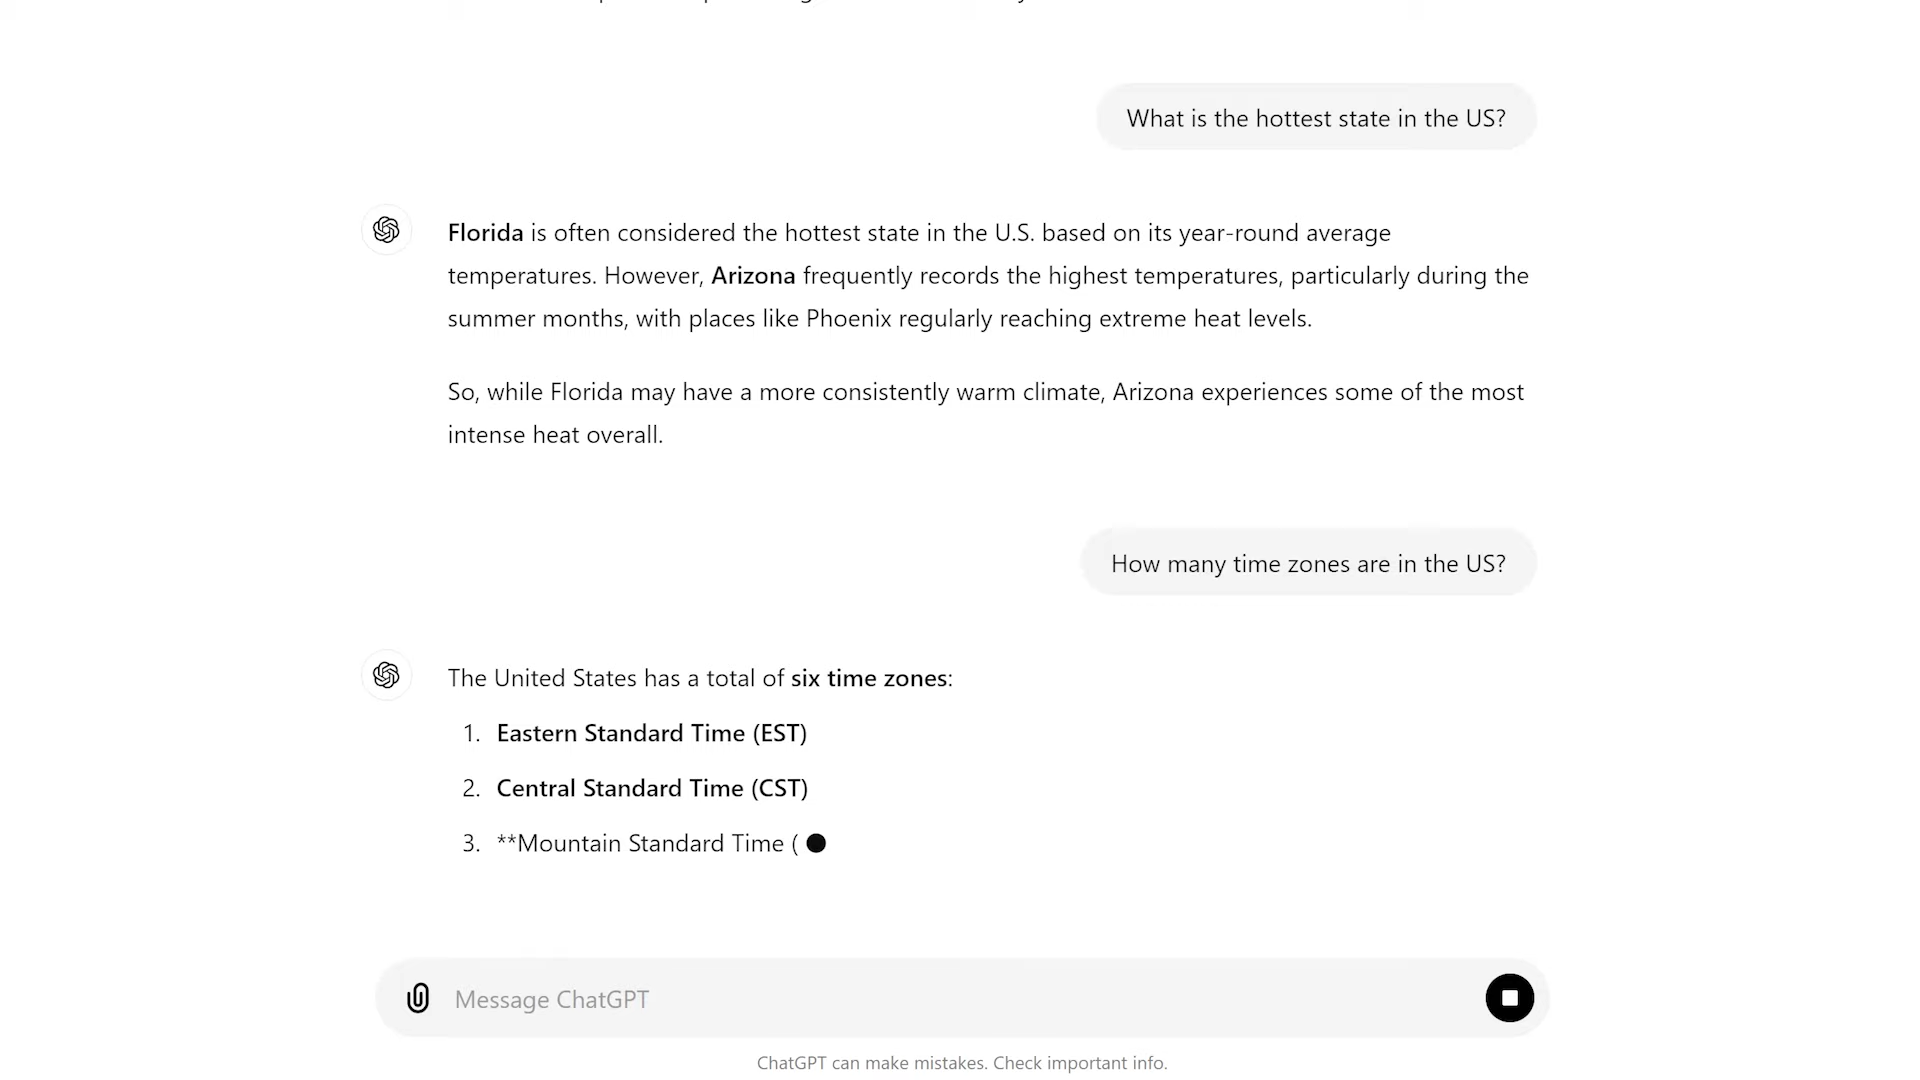 What is the hottest state in the US?
Florida is often considered the hottest state in the U.S. based on its year-round average
temperatures. However, Arizona frequently records the highest temperatures, particularly during the
summer months, with places like Phoenix regularly reaching extreme heat levels.
So, while Florida may have a more consistently warm climate, Arizona experiences some of the most
intense heat overall.
How many time zones are in the US?
The United States has a total of six time zones:
1. Eastern Standard Time (EST)
2. Central Standard Time (CST)
3. **Mountain Standard Time (
Message ChatGPT
ChatGPT can make mistakes. Check important info.